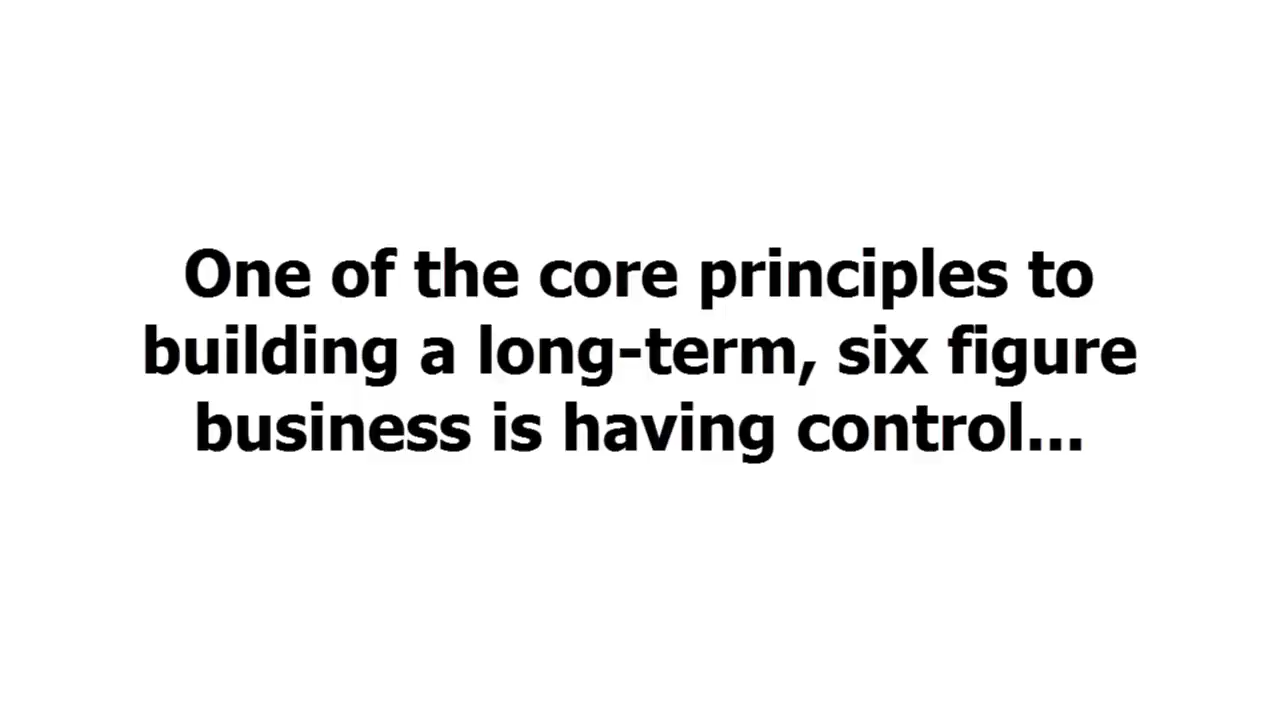 One of the core principles to
building a long-term, six figure
business is having control...